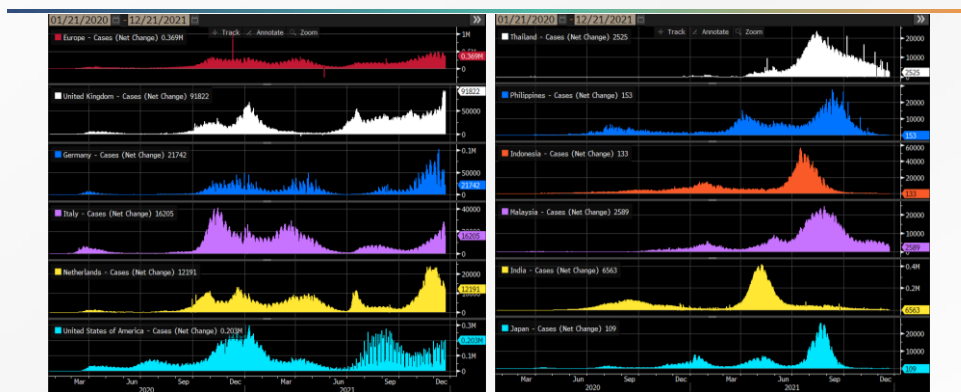 01/21/2020 - 12/21/2021
Track Annotate Zoom
Europe - Cases (Net Change) 0.369M
1M
0.369M
0
United Kingdom - Cases (Net Change) 91822
91822
50000
0
Germany - Cases (Net Change) 21742
0.1M
21742
0
Italy - Cases (Net Change) 16205
40000
16205
0
Netherlands - Cases (Net Change) 12191
20000
12191
0
United States of America - Cases (Net Change) 0.203M
0.3M
0.203M
0.1M
0
Mar Jun Sep Dec Mar Jun Sep Dec
2020 2021
01/21/2020 - 12/21/2021
Track Annotate Zoom
Thailand - Cases (Net Change) 2525
20000
10000
2525
Philippines - Cases (Net Change) 153
20000
10000
153
Indonesia - Cases (Net Change) 133
60000
40000
20000
133
Malaysia - Cases (Net Change) 2589
20000
10000
2589
0
India - Cases (Net Change) 6563
0.4M
0.2M
6563
Japan - Cases (Net Change) 109
20000
10000
109
Mar Jun Sep Dec Mar Jun Sep Dec
2020 2021